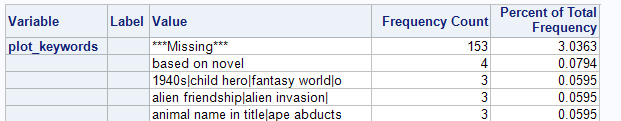 Variable Label Value Frequency Count Percent of Total Frequency
plot_keywords ***Missing*** 153 3.0363
based on novel 4 0.0794
1940s|child hero|fantasy world|o 3 0.0595
alien friendship|alien invasion| 3 0.0595
animal name in title|ape abducts 3 0.0595